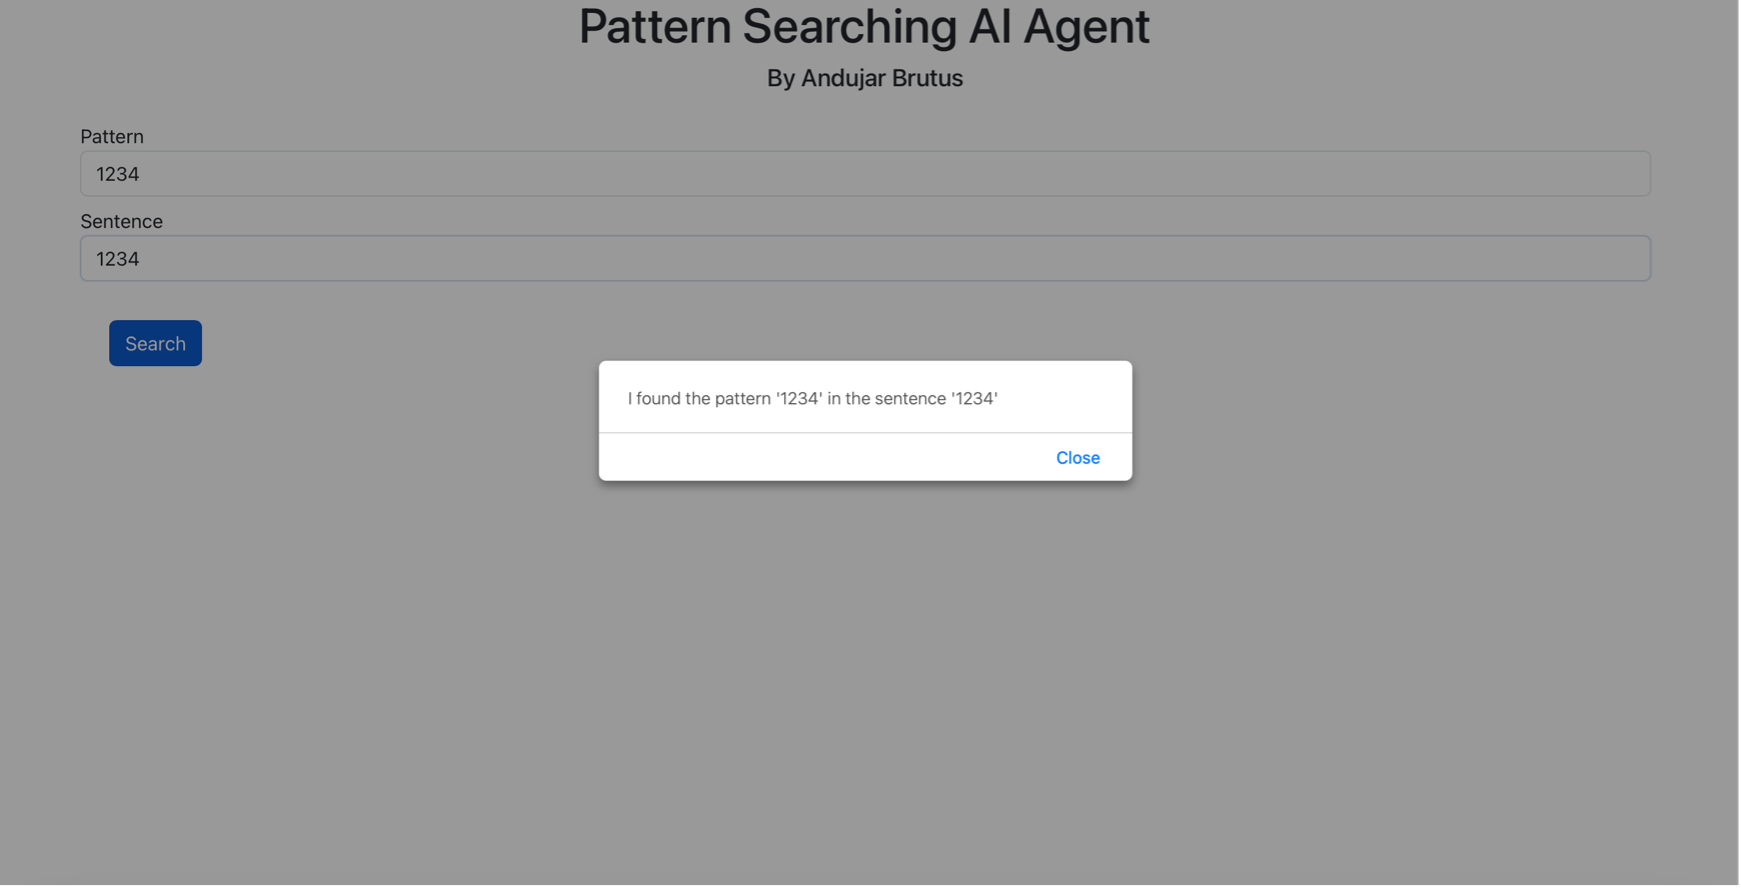 Pattern Searching AI Agent
By Andujar Brutus
Pattern
1234
Sentence
1234
Search
I found the pattern '1234' in the sentence '1234'
Close